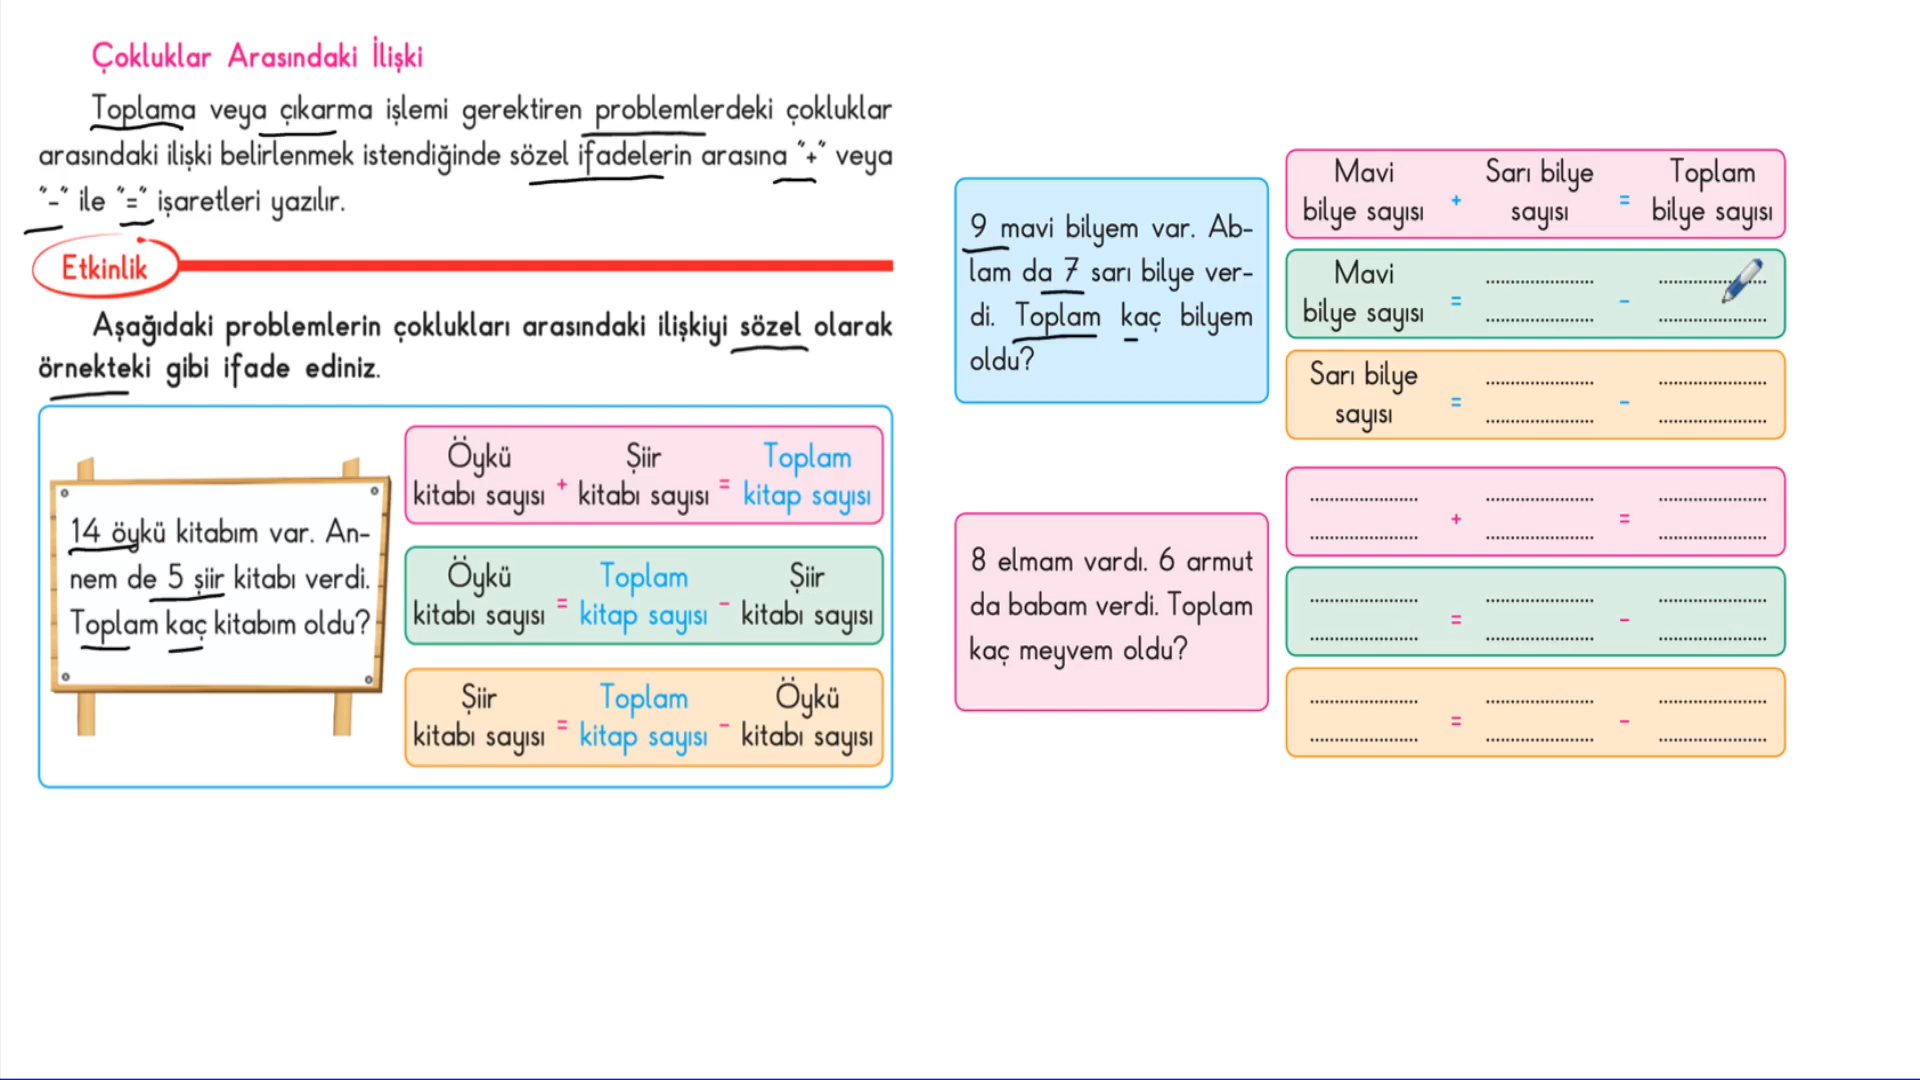 Çokluklar Arasındaki İlişki
Toplama veya çıkarma işlemi gerektiren problemlerdeki çokluklar
arasındaki ilişki belirlenmek istendiğinde sözel ifadelerin arasına "+" veya
"-" ile "=" işaretleri yazılır.
Etkinlik
Aşağıdaki problemlerin çoklukları arasındaki ilişkiyi sözel olarak
örnekteki gibi ifade ediniz.
14 öykü kitabım var. An-
nem de 5 şiir kitabı verdi.
Toplam kaç kitabım oldu?
Öykü Şiir Toplam
kitabı sayısı + kitabı sayısı = kitap sayısı
Öykü Toplam Şiir
kitabı sayısı = kitap sayısı - kitabı sayısı
Şiir Toplam Öykü
kitabı sayısı = kitap sayısı - kitabı sayısı
9 mavi bilyem var. Ab-
lam da 7 sarı bilye ver-
di. Toplam kaç bilyem
oldu?
Mavi Sarı bilye Toplam
bilye sayısı + sayısı = bilye sayısı
Mavi ..................... .....................
bilye sayısı = ..................... - .....................
Sarı bilye ..................... .....................
sayısı = ..................... - .....................
8 elmam vardı. 6 armut
da babam verdi. Toplam
kaç meyvem oldu?
..................... ..................... .....................
..................... + ..................... = .....................
..................... ..................... .....................
..................... = ..................... - .....................
..................... ..................... .....................
..................... = ..................... - .....................